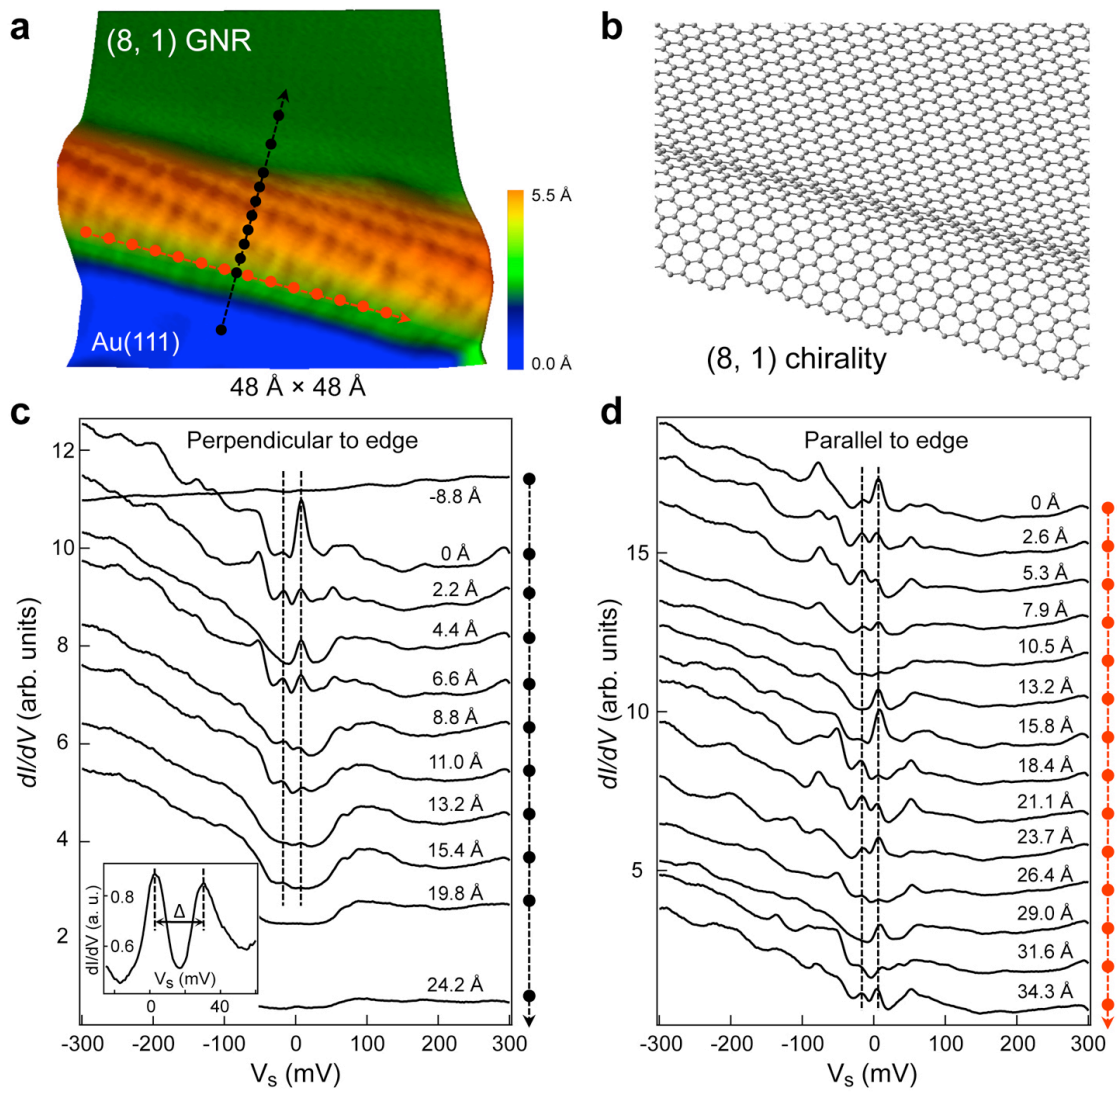 a
(8, 1) GNR
5.5 Å
0.0 Å
Au(111)
48 Å × 48 Å
b
(8, 1) chirality
c
Perpendicular to edge
dI/dV (arb. units)
12
10
8
6
4
2
-8.8 Å
0 Å
2.2 Å
4.4 Å
6.6 Å
8.8 Å
11.0 Å
13.2 Å
15.4 Å
19.8 Å
24.2 Å
dI/dV (a. u.)
0.8
0.6
Δ
0 40
Vs (mV)
-300 -200 -100 0 100 200 300
Vs (mV)
d
Parallel to edge
dI/dV (arb. units)
15
10
5
0 Å
2.6 Å
5.3 Å
7.9 Å
10.5 Å
13.2 Å
15.8 Å
18.4 Å
21.1 Å
23.7 Å
26.4 Å
29.0 Å
31.6 Å
34.3 Å
-300 -200 -100 0 100 200 300
Vs (mV)